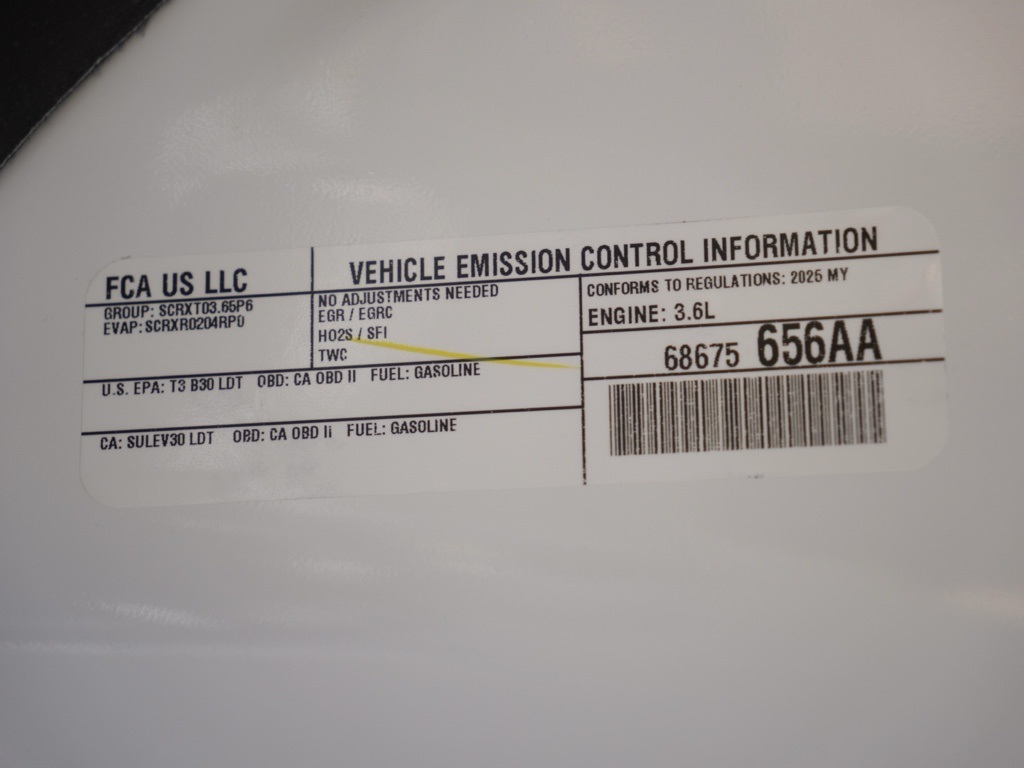 FCA US LLC
VEHICLE EMISSION CONTROL INFORMATION
GROUP: SCRXT03.65P6
EVAP: SCRXR0204RP0
NO ADJUSTMENTS NEEDED
EGR / EGRC
HO2S / SFI
TWC
CONFORMS TO REGULATIONS: 2025 MY
ENGINE: 3.6L
68675 656AA
U.S. EPA: T3 B30 LDT OBD: CA OBD II FUEL: GASOLINE
CA: SULEV30 LDT OBD: CA OBD II FUEL: GASOLINE